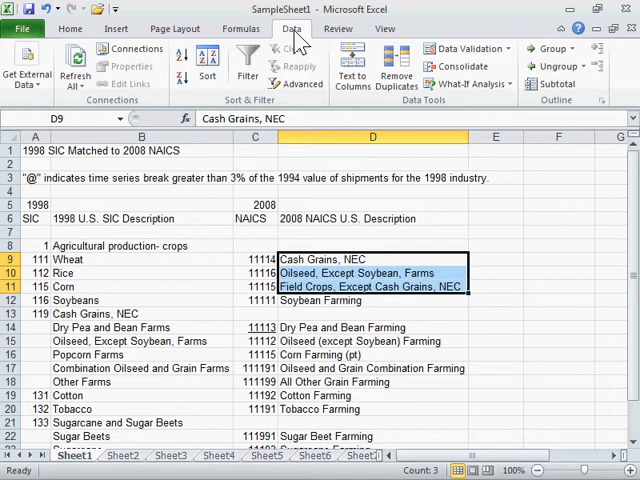 SampleSheet1 - Microsoft Excel
File Home Insert Page Layout Formulas Data Review View
Get External Data
Refresh All
Connections
Properties
Edit Links
Connections
Sort
Filter
Clear
Reapply
Advanced
Sort & Filter
Text to Columns
Remove Duplicates
Data Validation
Consolidate
What-If Analysis
Data Tools
Group
Ungroup
Subtotal
Outline
D9 fx Cash Grains, NEC
A B C D E F G
1 1998 SIC Matched to 2008 NAICS
2
3 "@" indicates time series break greater than 3% of the 1994 value of shipments for the 1998 industry.
4
5 1998 2008
6 SIC 1998 U.S. SIC Description NAICS 2008 NAICS U.S. Description
7
8 1 Agricultural production- crops
9 111 Wheat 11114 Cash Grains, NEC
10 112 Rice 11116 Oilseed, Except Soybean, Farms
11 115 Corn 11115 Field Crops, Except Cash Grains, NEC
12 116 Soybeans 11111 Soybean Farming
13 119 Cash Grains, NEC
14 Dry Pea and Bean Farms 11113 Dry Pea and Bean Farming
15 Oilseed, Except Soybean, Farms 11112 Oilseed (except Soybean) Farming
16 Popcorn Farms 11115 Corn Farming (pt)
17 Combination Oilseed and Grain Farms 111191 Oilseed and Grain Combination Farming
18 Other Farms 111199 All Other Grain Farming
19 131 Cotton 11192 Cotton Farming
20 132 Tobacco 11191 Tobacco Farming
21 133 Sugarcane and Sugar Beets
22 Sugar Beets 111991 Sugar Beet Farming
Sheet1 Sheet2 Sheet3 Sheet4 Sheet5 Sheet6
Ready Count: 3 100%